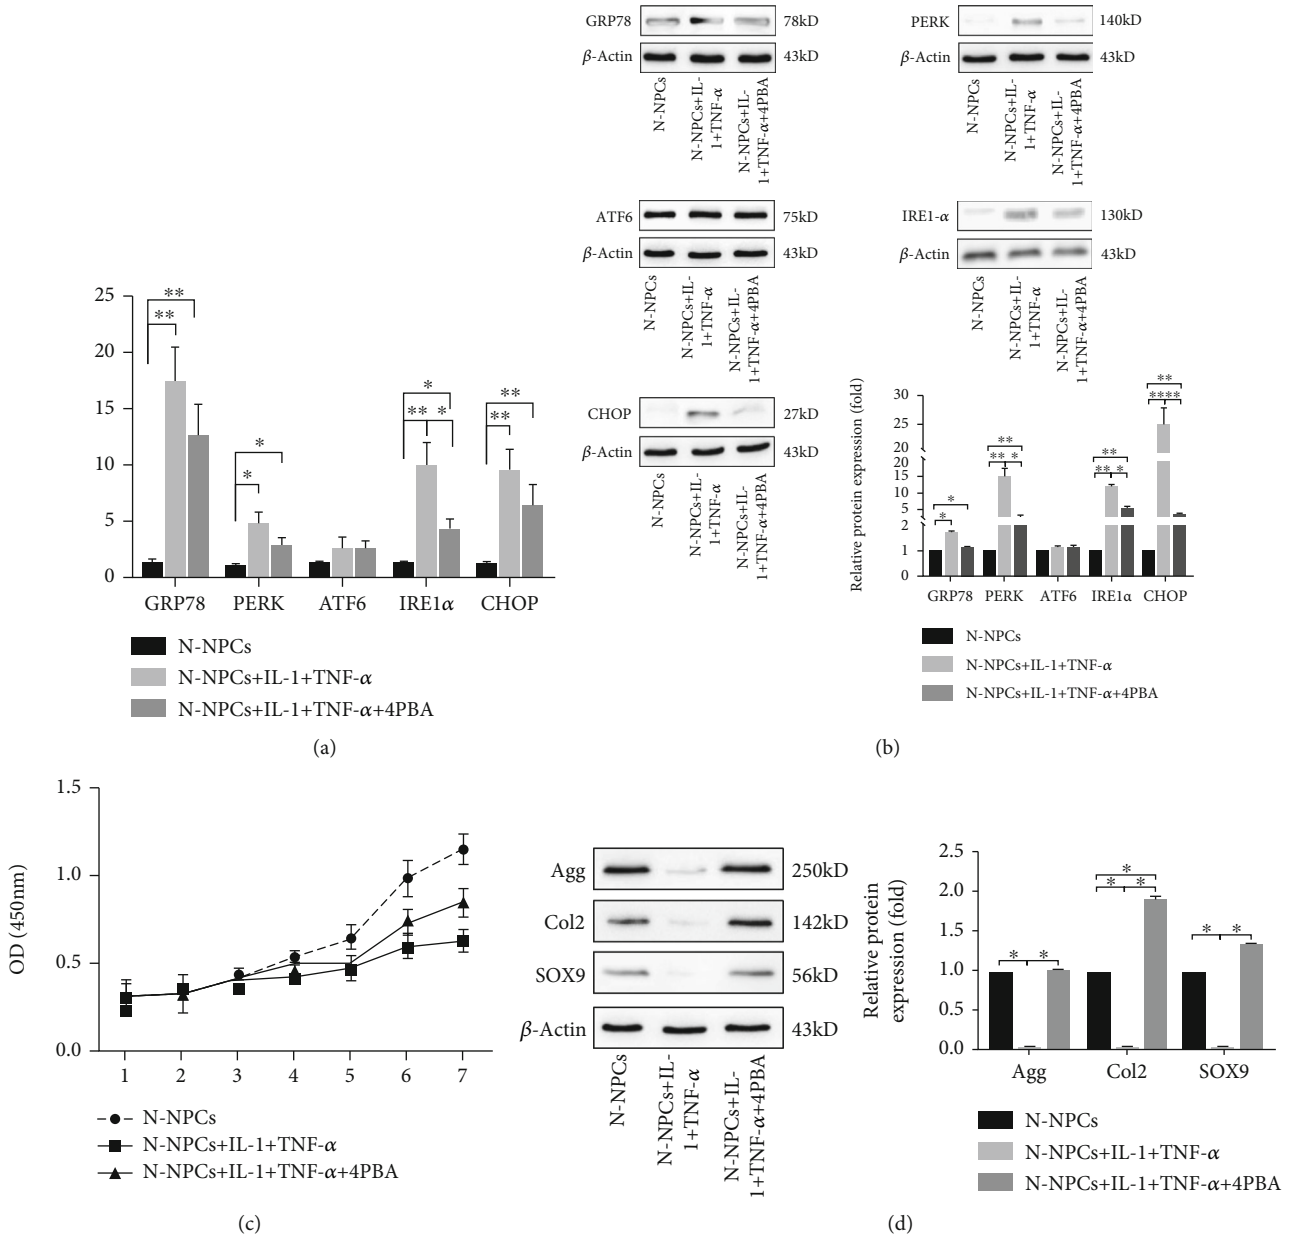 25
20
15
10
5
0
**
**
*
*
*
**
*
**
**
GRP78
PERK
ATF6
IRE1α
CHOP
N-NPCs
N-NPCs+IL-1+TNF-α
N-NPCs+IL-1+TNF-α+4PBA
(a)
GRP78
78kD
β-Actin
43kD
N-NPCs
N-NPCs+IL-
1+TNF-α
N-NPCs+IL-
1+TNF-α+4PBA
PERK
140kD
β-Actin
43kD
N-NPCs
N-NPCs+IL-
1+TNF-α
N-NPCs+IL-
1+TNF-α+4PBA
ATF6
75kD
β-Actin
43kD
N-NPCs
N-NPCs+IL-
1+TNF-α
N-NPCs+IL-
1+TNF-α+4PBA
IRE1-α
130kD
β-Actin
43kD
N-NPCs
N-NPCs+IL-
1+TNF-α
N-NPCs+IL-
1+TNF-α+4PBA
CHOP
27kD
β-Actin
43kD
N-NPCs
N-NPCs+IL-
1+TNF-α
N-NPCs+IL-
1+TNF-α+4PBA
Relative protein expression (fold)
30
25
20
20
15
10
5
2
1
0
*
*
**
** *
**
** *
**
****
GRP78
PERK
ATF6
IRE1α
CHOP
N-NPCs
N-NPCs+IL-1+TNF-α
N-NPCs+IL-1+TNF-α+4PBA
(b)
OD (450nm)
1.5
1.0
0.5
0.0
1
2
3
4
5
6
7
N-NPCs
N-NPCs+IL-1+TNF-α
N-NPCs+IL-1+TNF-α+4PBA
(c)
Agg
250kD
Col2
142kD
SOX9
56kD
β-Actin
43kD
N-NPCs
N-NPCs+IL-
1+TNF-α
N-NPCs+IL-
1+TNF-α+4PBA
Relative protein
expression (fold)
2.5
2.0
1.5
1.0
0.5
0.0
* *
*
* *
* *
Agg
Col2
SOX9
N-NPCs
N-NPCs+IL-1+TNF-α
N-NPCs+IL-1+TNF-α+4PBA
(d)